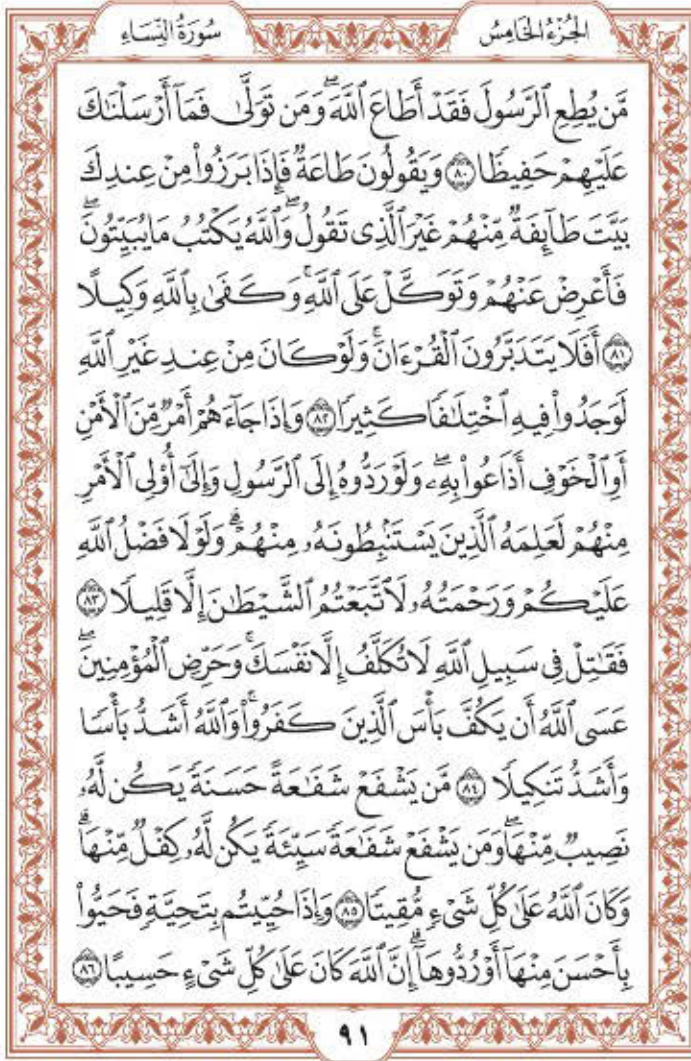 الجُزْءُ الخَامِسُ
سُورَةُ النِّسَاءِ
مَّن يُطِعِ ٱلرَّسُولَ فَقَدْ أَطَاعَ ٱللَّهَۖ وَمَن تَوَلَّىٰ فَمَآ أَرْسَلْنَٰكَ
عَلَيْهِمْ حَفِيظًا ٨٠ وَيَقُولُونَ طَاعَةٌ فَإِذَا بَرَزُوا۟ مِنْ عِندِكَ
بَيَّتَ طَآئِفَةٌ مِّنْهُمْ غَيْرَ ٱلَّذِى تَقُولُۖ وَٱللَّهُ يَكْتُبُ مَا يُبَيِّتُونَۖ
فَأَعْرِضْ عَنْهُمْ وَتَوَكَّلْ عَلَى ٱللَّهِۚ وَكَفَىٰ بِٱللَّهِ وَكِيلًا
٨١ أَفَلَا يَتَدَبَّرُونَ ٱلْقُرْءَانَۚ وَلَوْ كَانَ مِنْ عِندِ غَيْرِ ٱللَّهِ
لَوَجَدُوا۟ فِيهِ ٱخْتِلَٰفًا كَثِيرًا ٨٢ وَإِذَا جَآءَهُمْ أَمْرٌ مِّنَ ٱلْأَمْنِ
أَوِ ٱلْخَوْفِ أَذَاعُوا۟ بِهِۦۖ وَلَوْ رَدُّوهُ إِلَى ٱلرَّسُولِ وَإِلَىٰٓ أُو۟لِى ٱلْأَمْرِ
مِنْهُمْ لَعَلِمَهُ ٱلَّذِينَ يَسْتَنۢبِطُونَهُۥ مِنْهُمْۗ وَلَوْلَا فَضْلُ ٱللَّهِ
عَلَيْكُمْ وَرَحْمَتُهُۥ لَٱتَّبَعْتُمُ ٱلشَّيْطَٰنَ إِلَّا قَلِيلًا ٨٣
فَقَٰتِلْ فِى سَبِيلِ ٱللَّهِ لَا تُكَلَّفُ إِلَّا نَفْسَكَۚ وَحَرِّضِ ٱلْمُؤْمِنِينَۖ
عَسَى ٱللَّهُ أَن يَكُفَّ بَأْسَ ٱلَّذِينَ كَفَرُوا۟ۚ وَٱللَّهُ أَشَدُّ بَأْسًا
وَأَشَدُّ تَنكِيلًا ٨٤ مَّن يَشْفَعْ شَفَٰعَةً حَسَنَةً يَكُن لَّهُۥ
نَصِيبٌ مِّنْهَاۖ وَمَن يَشْفَعْ شَفَٰعَةً سَيِّئَةً يَكُن لَّهُۥ كِفْلٌ مِّنْهَاۗ
وَكَانَ ٱللَّهُ عَلَىٰ كُلِّ شَىْءٍ مُّقِيتًا ٨٥ وَإِذَا حُيِّيتُم بِتَحِيَّةٍ فَحَيُّوا۟
بِأَحْسَنَ مِنْهَآ أَوْ رُدُّوهَآۗ إِنَّ ٱللَّهَ كَانَ عَلَىٰ كُلِّ شَىْءٍ حَسِيبًا ٨٦
٩١